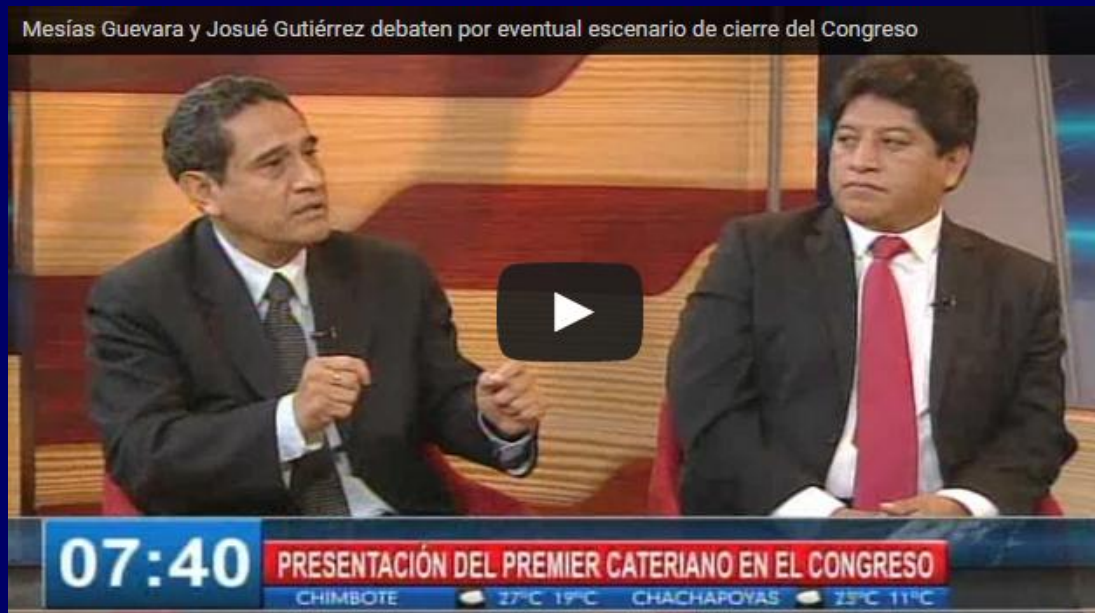 Mesías Guevara y Josué Gutiérrez debaten por eventual escenario de cierre del Congreso
07:40
PRESENTACIÓN DEL PREMIER CATERIANO EN EL CONGRESO
CHIMBOTE 27°C 19°C CHACHAPOYAS 23°C 11°C